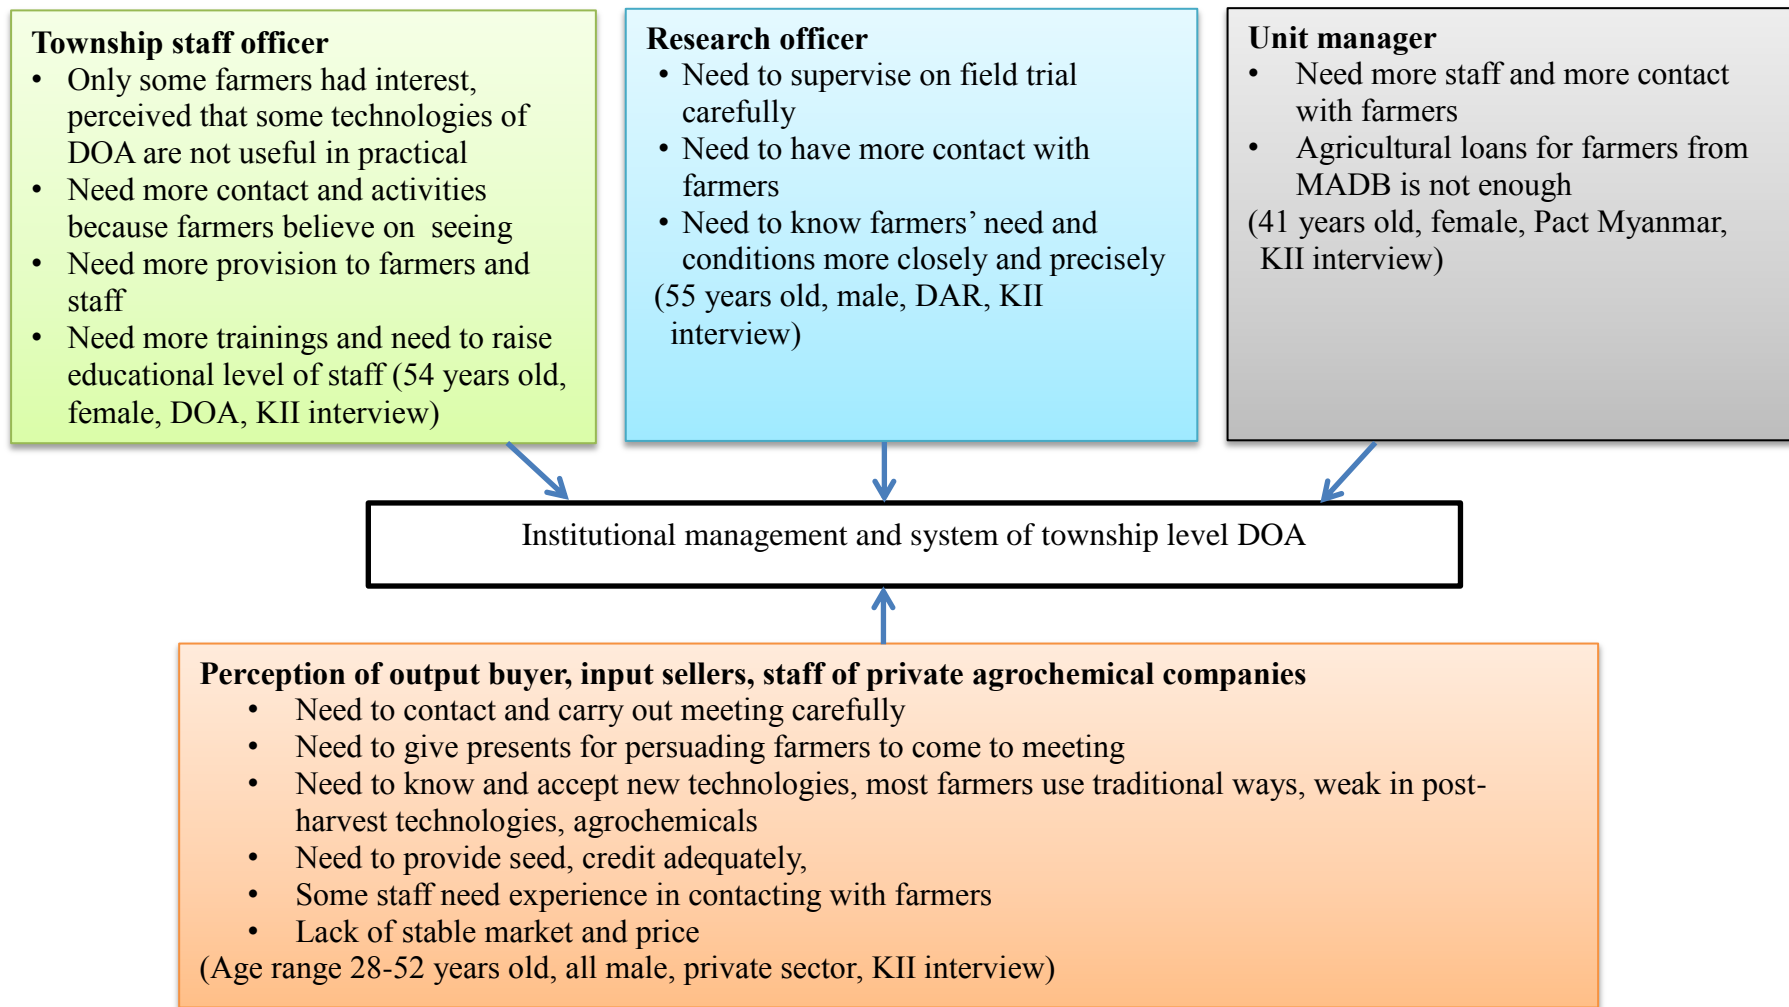 Township staff officer
• Only some farmers had interest,
perceived that some technologies of
DOA are not useful in practical
• Need more contact and activities
because farmers believe on seeing
• Need more provision to farmers and
staff
• Need more trainings and need to raise
educational level of staff (54 years old,
female, DOA, KII interview)
Research officer
• Need to supervise on field trial
carefully
• Need to have more contact with
farmers
• Need to know farmers’ need and
conditions more closely and precisely
(55 years old, male, DAR, KII
interview)
Unit manager
• Need more staff and more contact
with farmers
• Agricultural loans for farmers from
MADB is not enough
(41 years old, female, Pact Myanmar,
KII interview)
Institutional management and system of township level DOA
Perception of output buyer, input sellers, staff of private agrochemical companies
• Need to contact and carry out meeting carefully
• Need to give presents for persuading farmers to come to meeting
• Need to know and accept new technologies, most farmers use traditional ways, weak in post-
harvest technologies, agrochemicals
• Need to provide seed, credit adequately,
• Some staff need experience in contacting with farmers
• Lack of stable market and price
(Age range 28-52 years old, all male, private sector, KII interview)